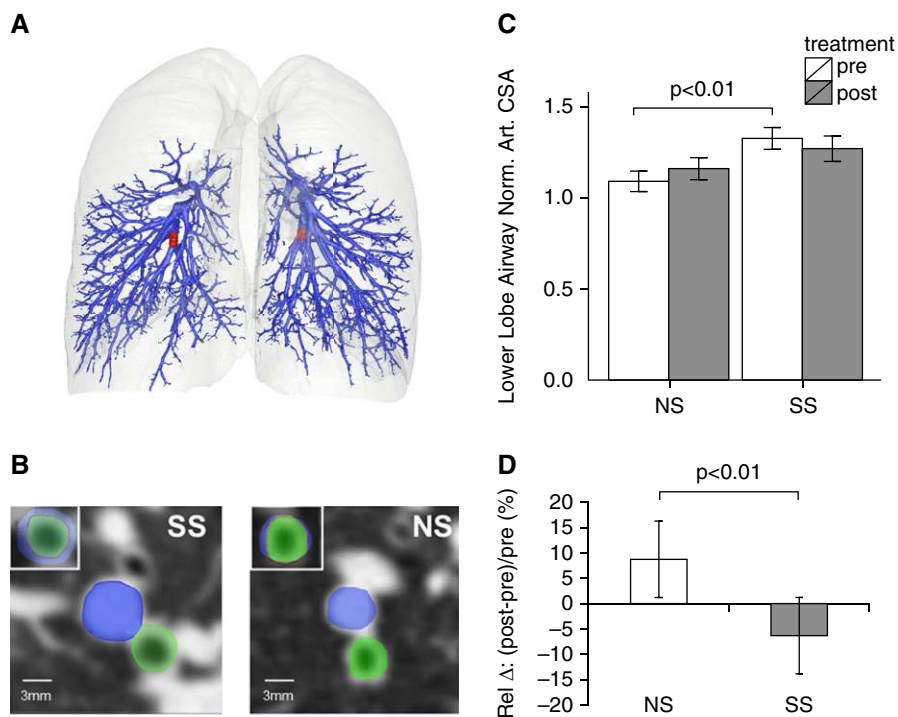 A
B
SS
3mm
NS
3mm
C
treatment
pre
post
p<0.01
Lower Lobe Airway Norm. Art. CSA
1.5
1.0
0.5
0.0
NS
SS
D
p<0.01
Rel Δ: (post-pre)/pre (%)
20
15
10
5
0
–5
–10
–15
–20
NS
SS